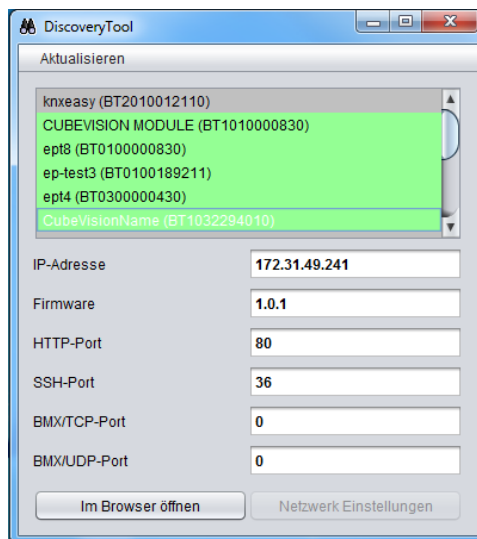 DiscoveryTool
Aktualisieren
knxeasy (BT2010012110)
CUBEVISION MODULE (BT1010000830)
ept8 (BT0100000830)
ep-test3 (BT0100189211)
ept4 (BT0300000430)
CubeVisionName (BT1032294010)
IP-Adresse 172.31.49.241
Firmware 1.0.1
HTTP-Port 80
SSH-Port 36
BMX/TCP-Port 0
BMX/UDP-Port 0
Im Browser öffnen Netzwerk Einstellungen